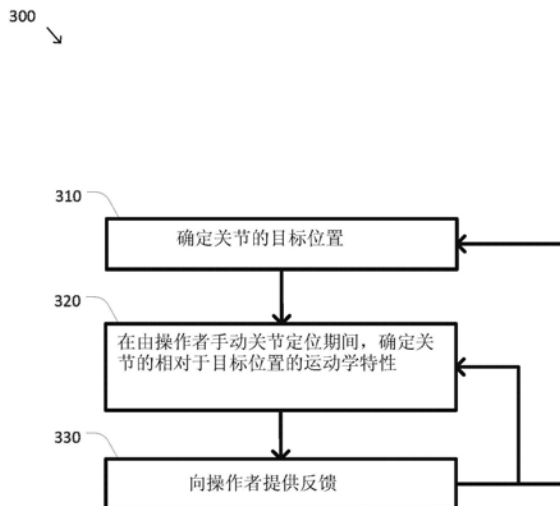 300
310
确定关节的目标位置
320
在由操作者手动关节定位期间，确定关
节的相对于目标位置的运动学特性
330
向操作者提供反馈